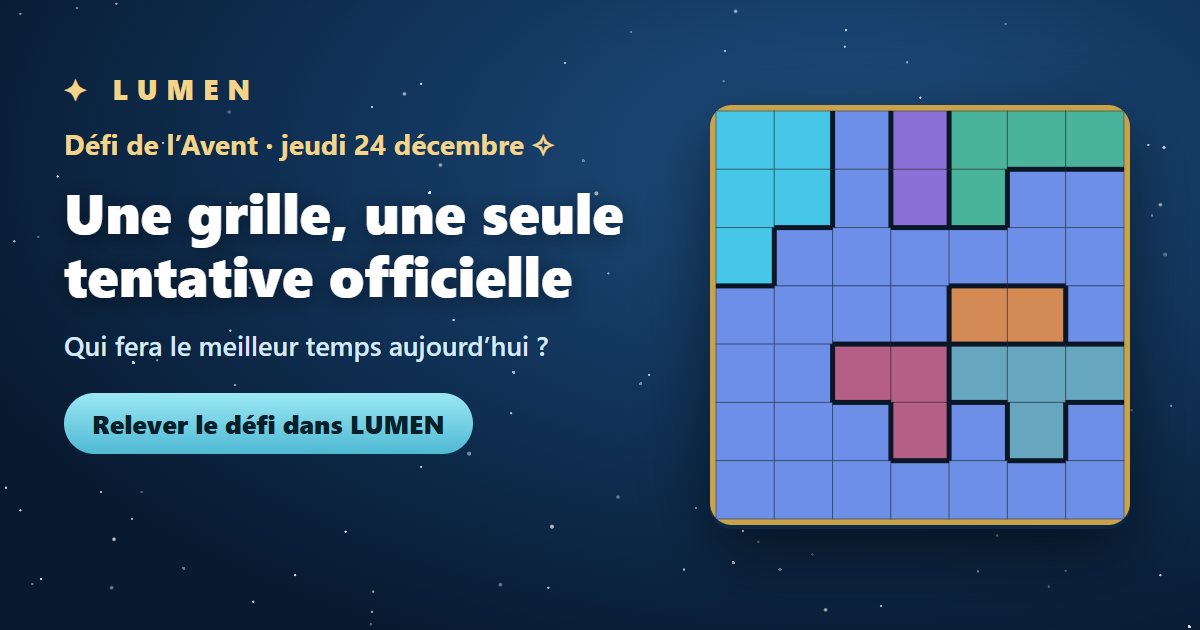 ✦ LUMEN
Défi de l’Avent · jeudi 24 décembre ✧
Une grille, une seule
tentative officielle
Qui fera le meilleur temps aujourd’hui ?
Relever le défi dans LUMEN